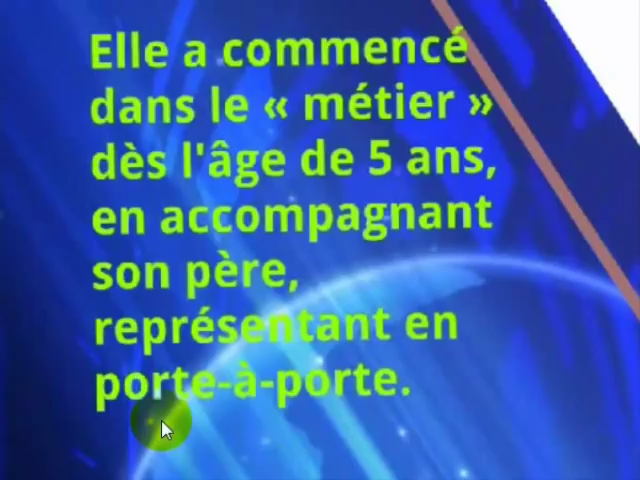 Elle a commencé
dans le « métier »
dès l'âge de 5 ans,
en accompagnant
son père,
représentant en
porte-à-porte.